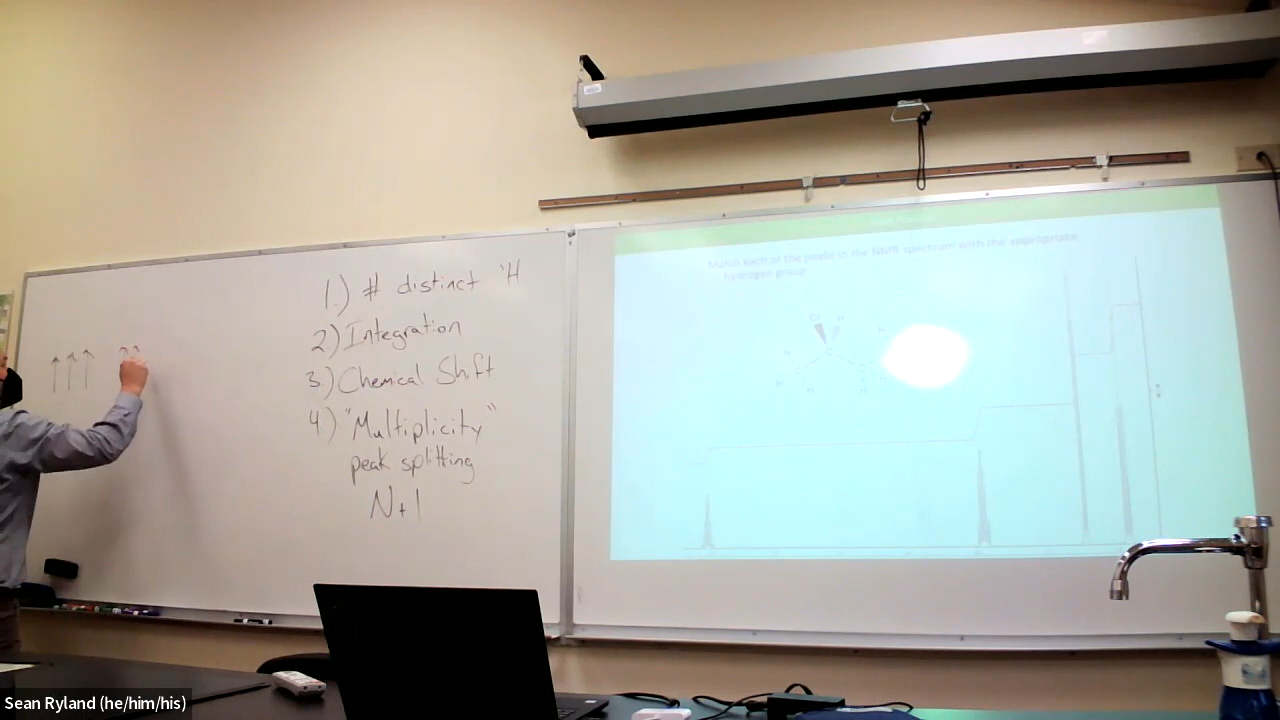 1.) # distinct ¹H
2) Integration
3.) Chemical Shift
4) "Multiplicity"
peak splitting
N+1
Match each of the peaks in the NMR spectrum with the appropriate
hydrogen group
Sean Ryland (he/him/his)